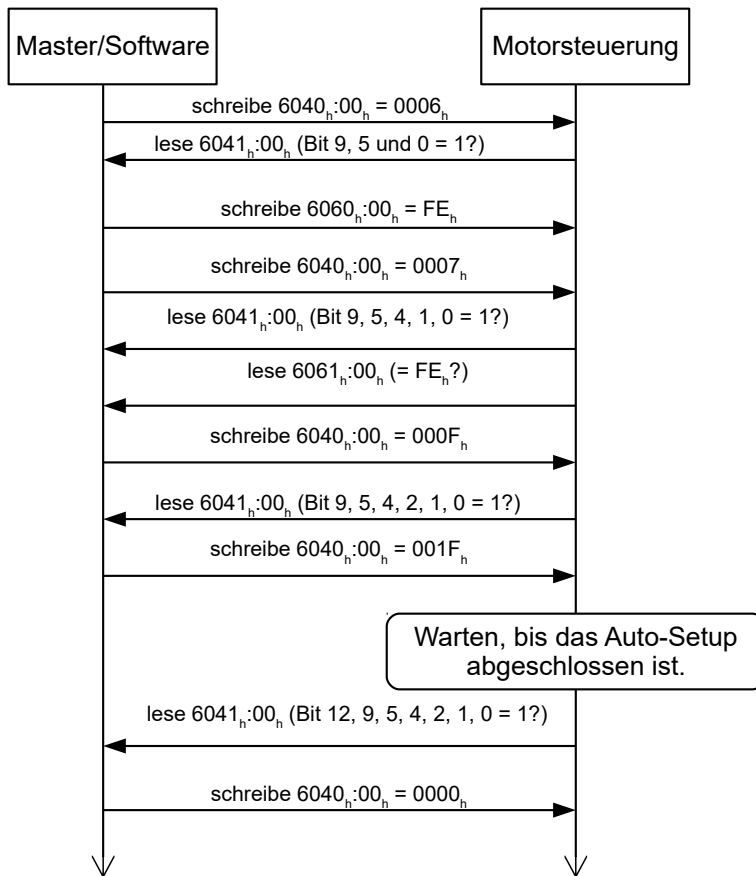 Master/Software
Motorsteuerung
schreibe 6040h:00h = 0006h
lese 6041h:00h (Bit 9, 5 und 0 = 1?)
schreibe 6060h:00h = FEh
schreibe 6040h:00h = 0007h
lese 6041h:00h (Bit 9, 5, 4, 1, 0 = 1?)
lese 6061h:00h (= FEh?)
schreibe 6040h:00h = 000Fh
lese 6041h:00h (Bit 9, 5, 4, 2, 1, 0 = 1?)
schreibe 6040h:00h = 001Fh
Warten, bis das Auto-Setup
abgeschlossen ist.
lese 6041h:00h (Bit 12, 9, 5, 4, 2, 1, 0 = 1?)
schreibe 6040h:00h = 0000h